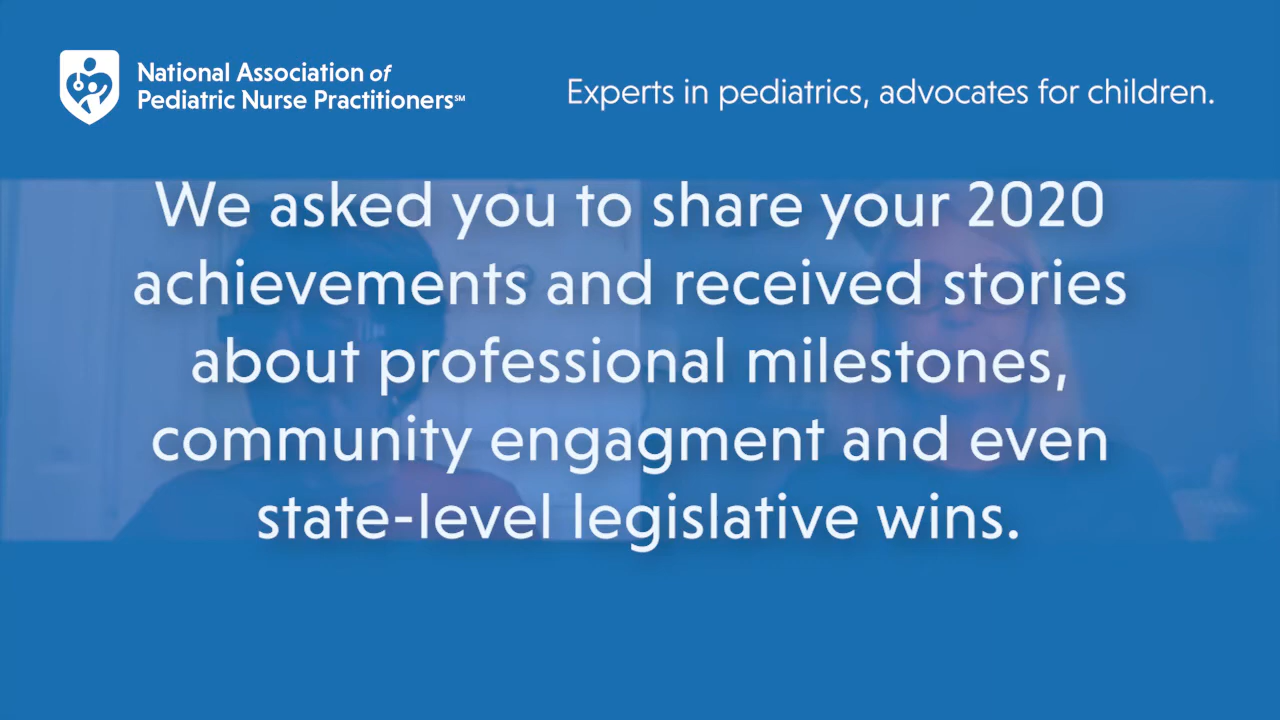 National Association of
Pediatric Nurse Practitioners℠
Experts in pediatrics, advocates for children.
We asked you to share your 2020
achievements and received stories
about professional milestones,
community engagment and even
state-level legislative wins.